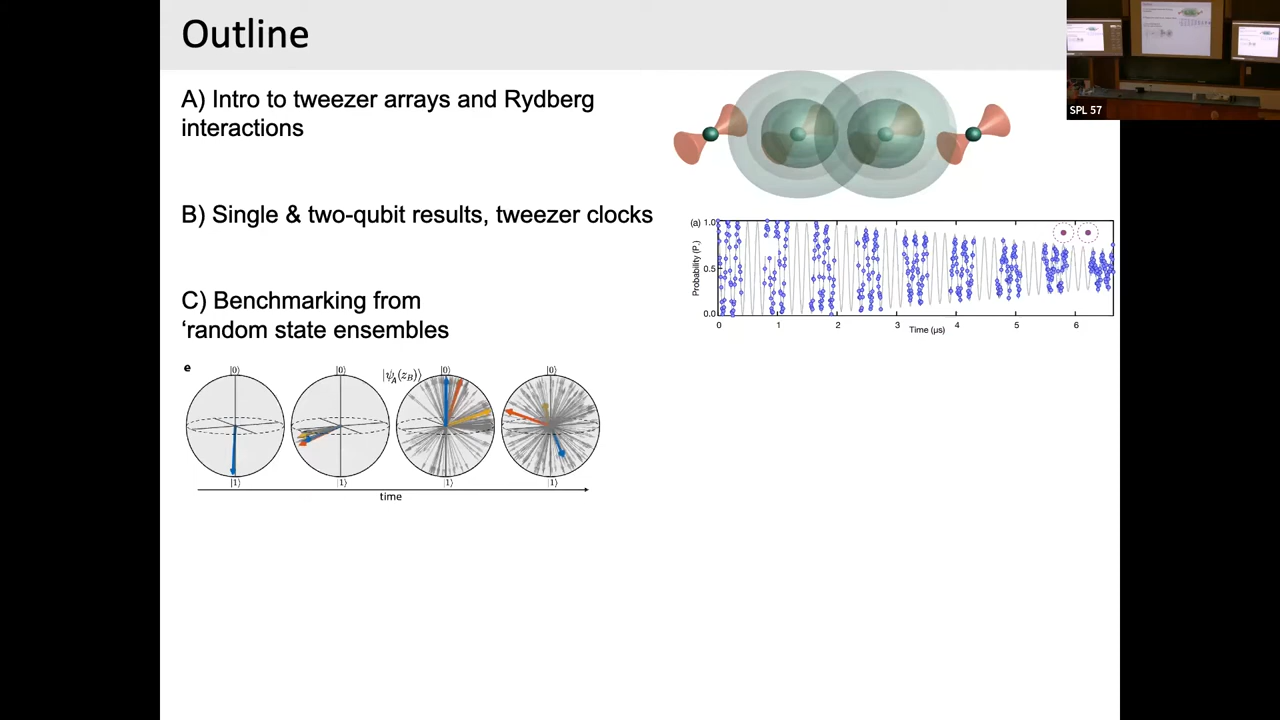 Outline
A) Intro to tweezer arrays and Rydberg
interactions
B) Single & two-qubit results, tweezer clocks
C) Benchmarking from
‘random state ensembles
SPL 57
(a)
1.0
0.5
0.0
Probability (P
0 1 2 3 4 5 6
Time (μs)
e
|0⟩ |0⟩ |ψ_A(z_B)⟩ |0⟩ |0⟩
|1⟩ |1⟩ |1⟩ |1⟩
time